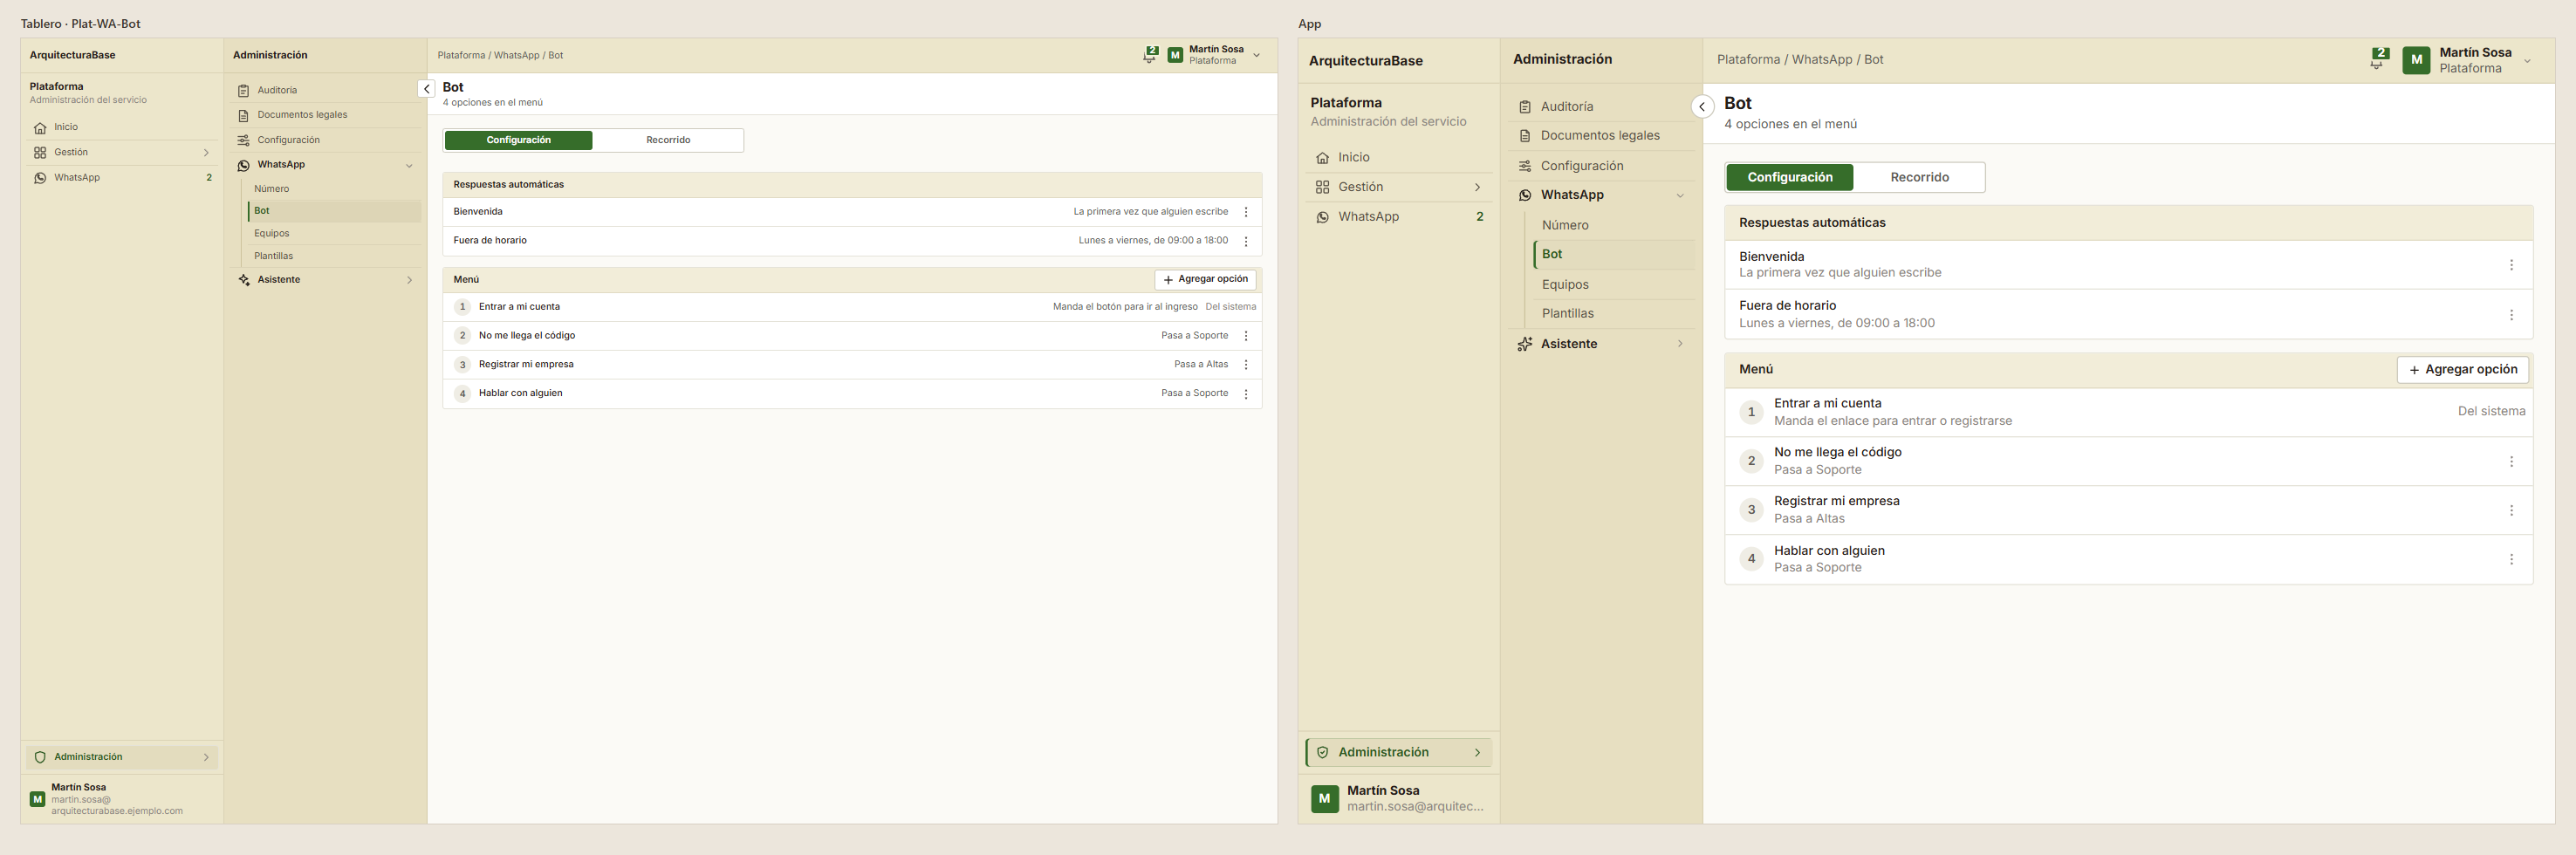 Tablero · Plat-WA-Bot
ArquitecturaBase
Plataforma
Administración del servicio
Inicio
Gestión
WhatsApp 2
Administración
Martín Sosa
martin.sosa@
arquitecturabase.ejemplo.com
M
Administración
Auditoría
Documentos legales
Configuración
WhatsApp
Número
Bot
Equipos
Plantillas
Asistente
Plataforma / WhatsApp / Bot
2
M
Martín Sosa
Plataforma
Bot
4 opciones en el menú
Configuración Recorrido
Respuestas automáticas
Bienvenida La primera vez que alguien escribe
Fuera de horario Lunes a viernes, de 09:00 a 18:00
Menú + Agregar opción
1 Entrar a mi cuenta Manda el botón para ir al ingreso Del sistema
2 No me llega el código Pasa a Soporte
3 Registrar mi empresa Pasa a Altas
4 Hablar con alguien Pasa a Soporte
App
ArquitecturaBase
Plataforma
Administración del servicio
Inicio
Gestión
WhatsApp 2
Administración
M
Martín Sosa
martin.sosa@arquitec...
Administración
Auditoría
Documentos legales
Configuración
WhatsApp
Número
Bot
Equipos
Plantillas
Asistente
Plataforma / WhatsApp / Bot
2
M
Martín Sosa
Plataforma
Bot
4 opciones en el menú
Configuración Recorrido
Respuestas automáticas
Bienvenida
La primera vez que alguien escribe
Fuera de horario
Lunes a viernes, de 09:00 a 18:00
Menú + Agregar opción
1 Entrar a mi cuenta
Manda el enlace para entrar o registrarse
Del sistema
2 No me llega el código
Pasa a Soporte
3 Registrar mi empresa
Pasa a Altas
4 Hablar con alguien
Pasa a Soporte